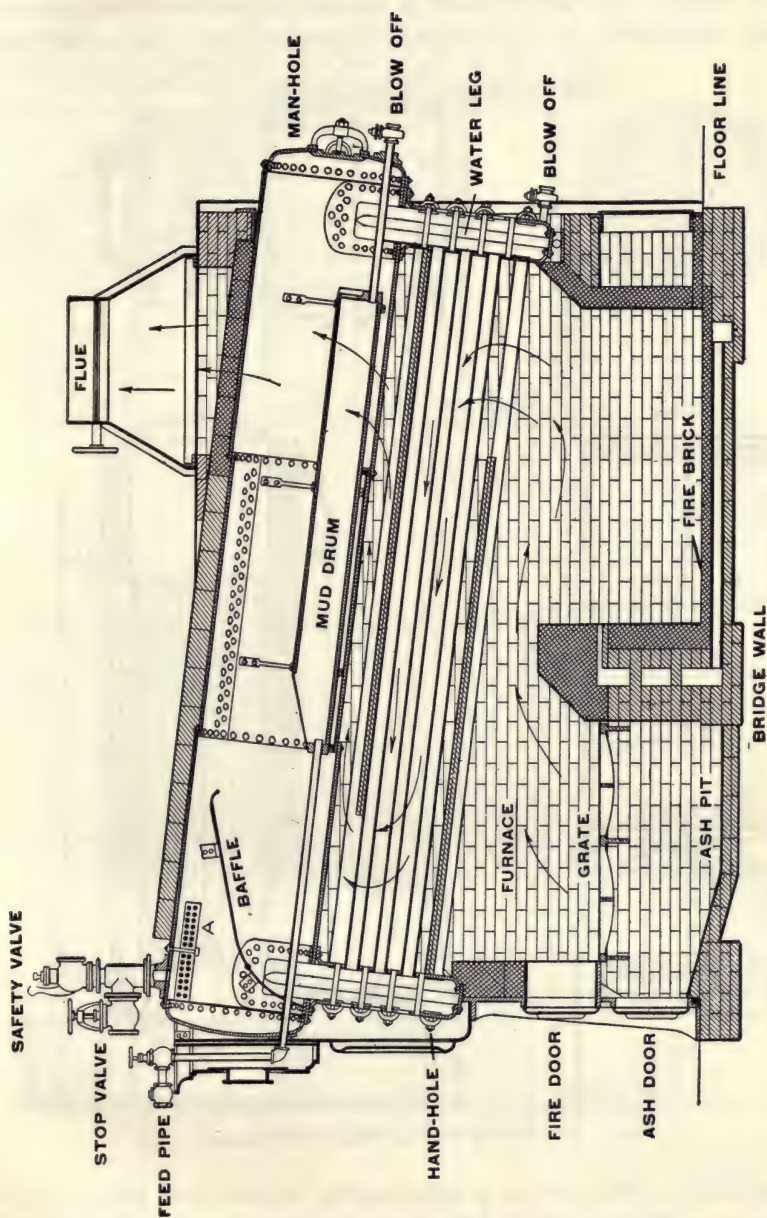 SAFETY VALVE
STOP VALVE
FEED PIPE
HAND-HOLE
FIRE DOOR
ASH DOOR
A
BAFFLE
FURNACE
GRATE
ASH PIT
BRIDGE WALL
MUD DRUM
FIRE BRICK
FLUE
MAN-HOLE
BLOW OFF
WATER LEG
BLOW OFF
FLOOR LINE